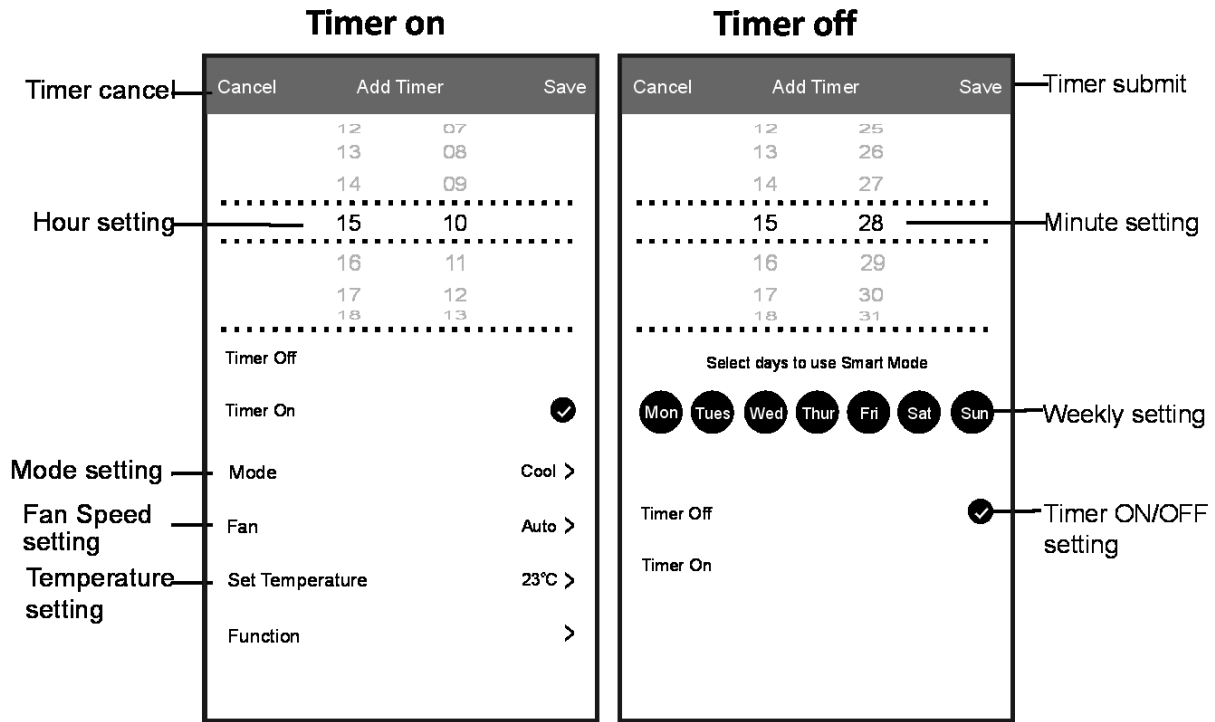 Timer on
Timer off
Timer cancel
Cancel Add Timer Save
Cancel Add Timer Save
Timer submit
12 07
13 08
14 09
15 10
16 11
17 12
18 13
Hour setting
12 25
13 26
14 27
15 28
16 29
17 30
18 31
Minute setting
Timer Off
Timer On
Mode setting
Mode Cool >
Fan Speed
setting
Fan Auto >
Temperature
setting
Set Temperature 23°C >
Function >
Select days to use Smart Mode
Mon Tues Wed Thur Fri Sat Sun
Weekly setting
Timer Off
Timer On
Timer ON/OFF
setting